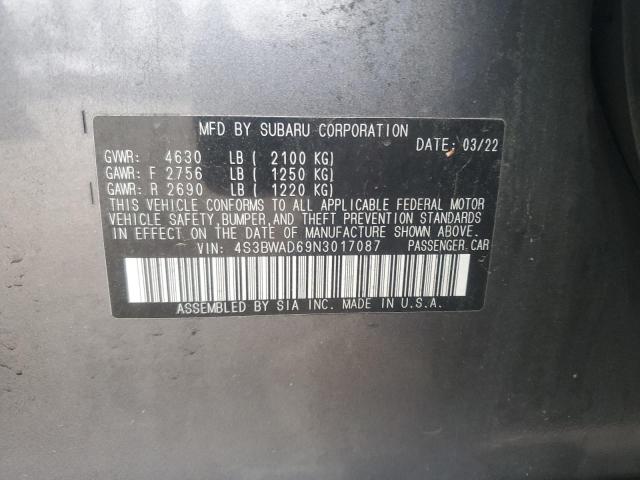 MFD BY SUBARU CORPORATION
DATE: 03/22
GVWR: 4630 LB ( 2100 KG)
GAWR: F 2756 LB ( 1250 KG)
GAWR: R 2690 LB ( 1220 KG)
THIS VEHICLE CONFORMS TO ALL APPLICABLE FEDERAL MOTOR
VEHICLE SAFETY, BUMPER, AND THEFT PREVENTION STANDARDS
IN EFFECT ON THE DATE OF MANUFACTURE SHOWN ABOVE.
VIN: 4S3BWAD69N3017087 PASSENGER.CAR
ASSEMBLED BY SIA INC. MADE IN U.S.A.